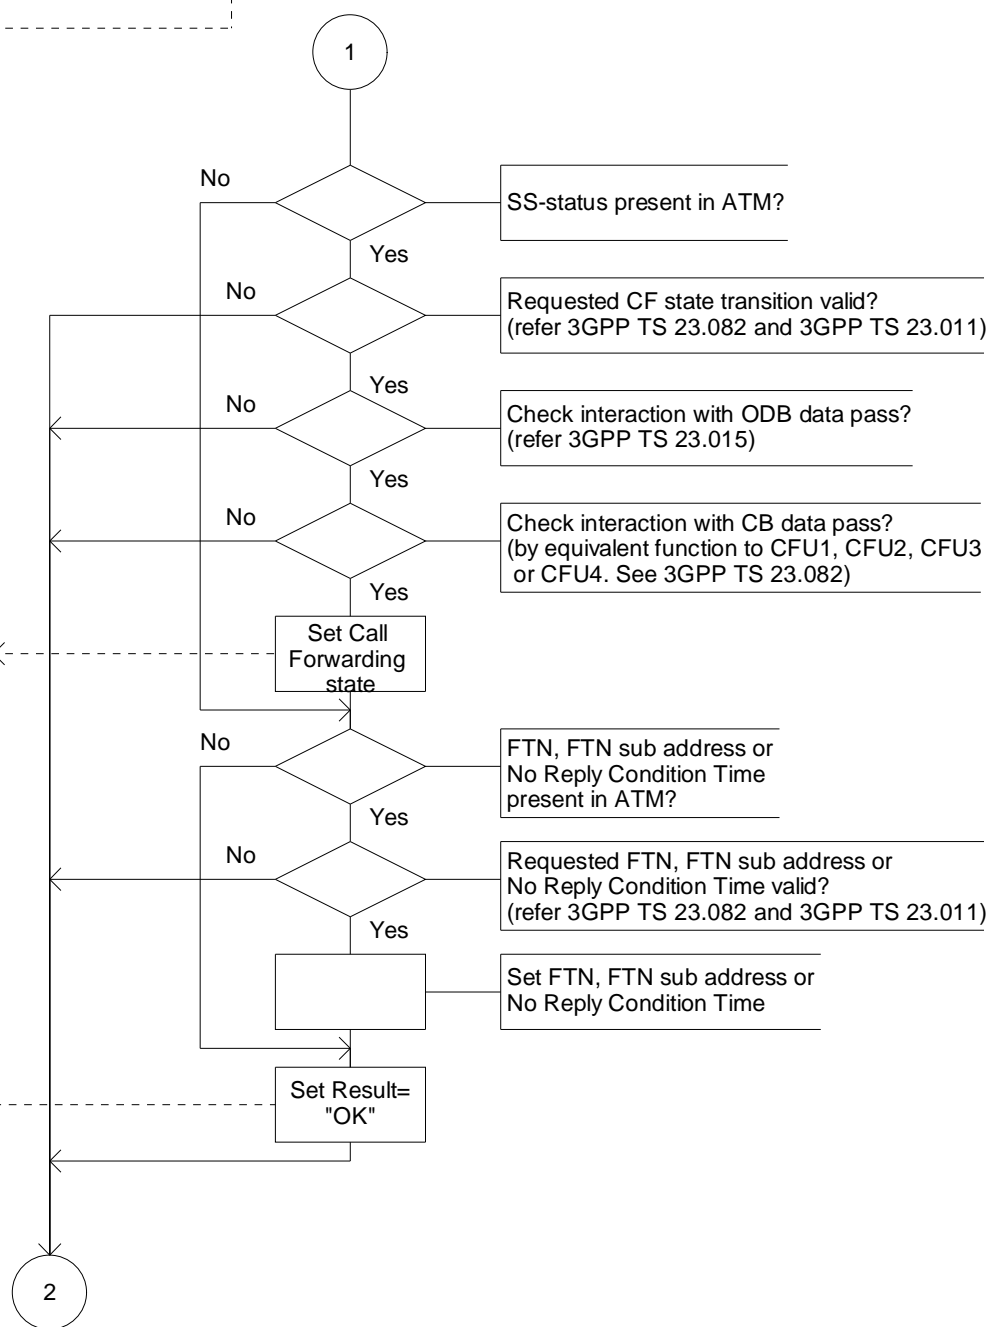 1
No
SS-status present in ATM?
Yes
No
Requested CF state transition valid?
(refer 3GPP TS 23.082 and 3GPP TS 23.011)
Yes
No
Check interaction with ODB data pass?
(refer 3GPP TS 23.015)
Yes
No
Check interaction with CB data pass?
(by equivalent function to CFU1, CFU2, CFU3
or CFU4. See 3GPP TS 23.082)
Yes
Set Call
Forwarding
state
No
FTN, FTN sub address or
No Reply Condition Time
present in ATM?
Yes
No
Requested FTN, FTN sub address or
No Reply Condition Time valid?
(refer 3GPP TS 23.082 and 3GPP TS 23.011)
Yes
Set FTN, FTN sub address or
No Reply Condition Time
Set Result=
"OK"
2